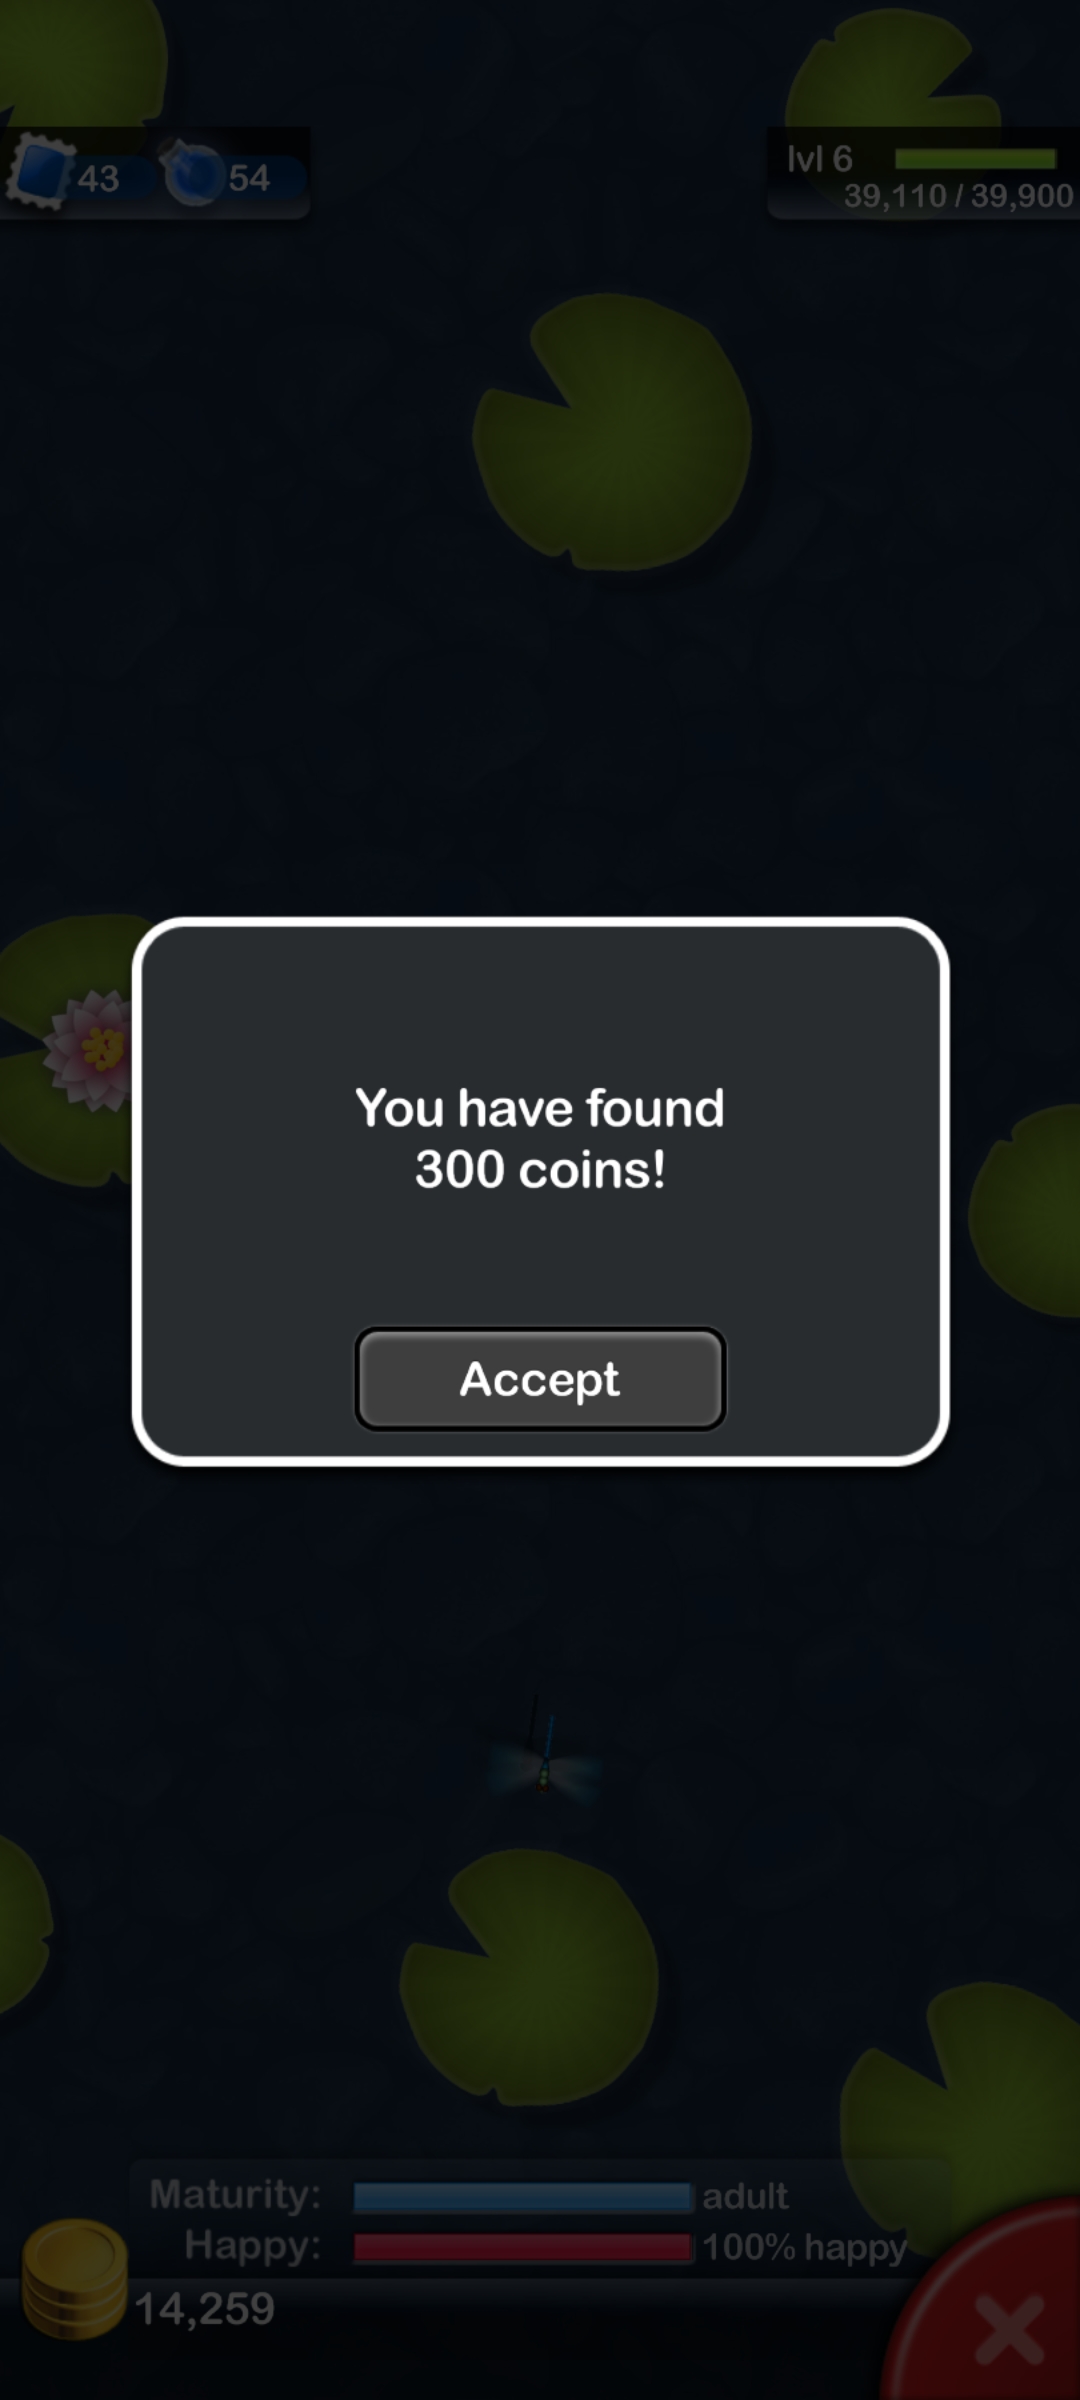 43 54
lvl 6
39,110 / 39,900
You have found
300 coins!
Accept
Maturity: adult
Happy: 100% happy
14,259